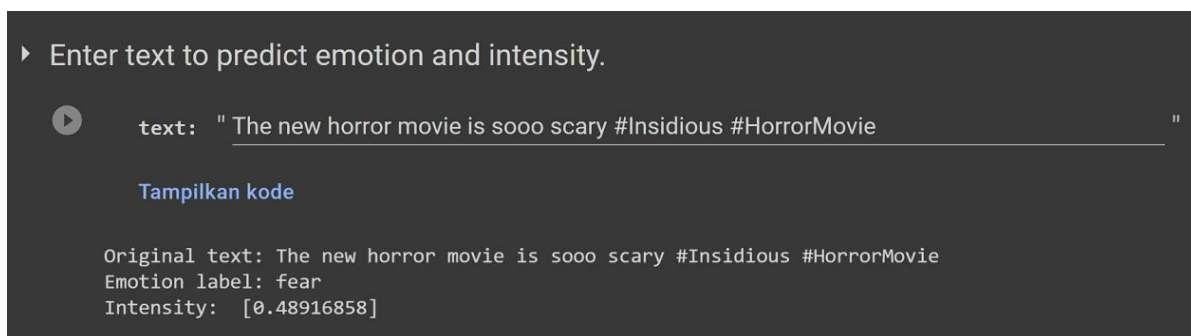 Enter text to predict emotion and intensity.
text: " The new horror movie is sooo scary #Insidious #HorrorMovie "
Tampilkan kode
Original text: The new horror movie is sooo scary #Insidious #HorrorMovie
Emotion label: fear
Intensity:  [0.48916858]